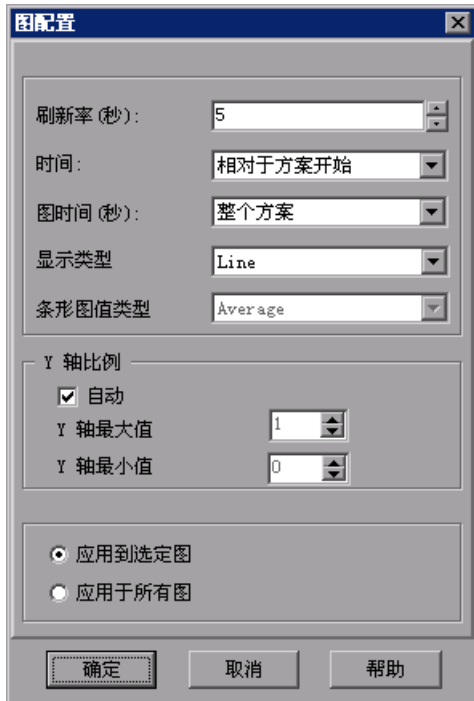 图配置
刷新率(秒): 5
时间: 相对于方案开始
图时间(秒): 整个方案
显示类型 Line
条形图值类型 Average
Y 轴比例
自动
Y 轴最大值 1
Y 轴最小值 0
应用到选定图
应用于所有图
确定 取消 帮助